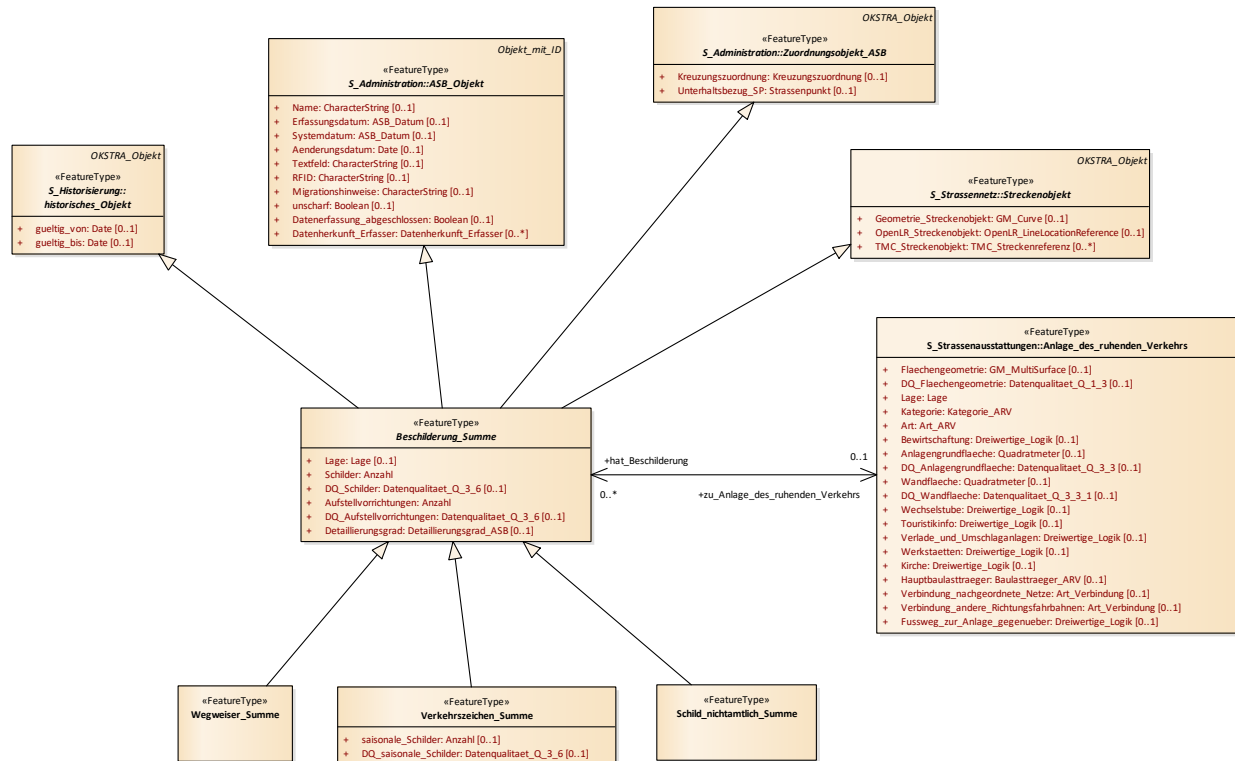 OKSTRA_Objekt
«FeatureType»
S_Administration::Zuordnungsobjekt_ASB
+ Kreuzungszuordnung: Kreuzungszuordnung [0..1]
+ Unterhaltsbezug_SP: Strassenpunkt [0..1]
Objekt_mit_ID
«FeatureType»
S_Administration::ASB_Objekt
+ Name: CharacterString [0..1]
+ Erfassungsdatum: ASB_Datum [0..1]
+ Systemdatum: ASB_Datum [0..1]
+ Aenderungsdatum: Date [0..1]
+ Textfeld: CharacterString [0..1]
+ RFID: CharacterString [0..1]
+ Migrationshinweise: CharacterString [0..1]
+ unscharf: Boolean [0..1]
+ Datenerfassung_abgeschlossen: Boolean [0..1]
+ Datenherkunft_Erfasser: Datenherkunft_Erfasser [0..*]
OKSTRA_Objekt
«FeatureType»
S_Historisierung::
historisches_Objekt
+ gueltig_von: Date [0..1]
+ gueltig_bis: Date [0..1]
OKSTRA_Objekt
«FeatureType»
S_Strassennetz::Streckenobjekt
+ Geometrie_Streckenobjekt: GM_Curve [0..1]
+ OpenLR_Streckenobjekt: OpenLR_LineLocationReference [0..1]
+ TMC_Streckenobjekt: TMC_Streckenreferenz [0..*]
«FeatureType»
S_Strassenausstattungen::Anlage_des_ruhenden_Verkehrs
+ Flaechengeometrie: GM_MultiSurface [0..1]
+ DQ_Flaechengeometrie: Datenqualitaet_Q_1_3 [0..1]
+ Lage: Lage
+ Kategorie: Kategorie_ARV
+ Art: Art_ARV
+ Bewirtschaftung: Dreiwertige_Logik [0..1]
+ Anlagengrundflaeche: Quadratmeter [0..1]
+ DQ_Anlagengrundflaeche: Datenqualitaet_Q_3_3 [0..1]
+ Wandflaeche: Quadratmeter [0..1]
+ DQ_Wandflaeche: Datenqualitaet_Q_3_3_1 [0..1]
+ Wechselstube: Dreiwertige_Logik [0..1]
+ Touristikinfo: Dreiwertige_Logik [0..1]
+ Verlade_und_Umschlaganlagen: Dreiwertige_Logik [0..1]
+ Werkstaetten: Dreiwertige_Logik [0..1]
+ Kirche: Dreiwertige_Logik [0..1]
+ Hauptbaulasttraeger: Baulasttraeger_ARV [0..1]
+ Verbindung_nachgeordnete_Netze: Art_Verbindung [0..1]
+ Verbindung_andere_Richtungsfahrbahnen: Art_Verbindung [0..1]
+ Fussweg_zur_Anlage_gegenueber: Dreiwertige_Logik [0..1]
«FeatureType»
Beschilderung_Summe
+ Lage: Lage [0..1]
+ Schilder: Anzahl
+ DQ_Schilder: Datenqualitaet_Q_3_6 [0..1]
+ Aufstellvorrichtungen: Anzahl
+ DQ_Aufstellvorrichtungen: Datenqualitaet_Q_3_6 [0..1]
+ Detaillierungsgrad: Detaillierungsgrad_ASB [0..1]
+hat_Beschilderung
0..1
0..*
+zu_Anlage_des_ruhenden_Verkehrs
«FeatureType»
Wegweiser_Summe
«FeatureType»
Verkehrszeichen_Summe
+ saisonale_Schilder: Anzahl [0..1]
+ DQ_saisonale_Schilder: Datenqualitaet_Q_3_6 [0..1]
«FeatureType»
Schild_nichtamtlich_Summe